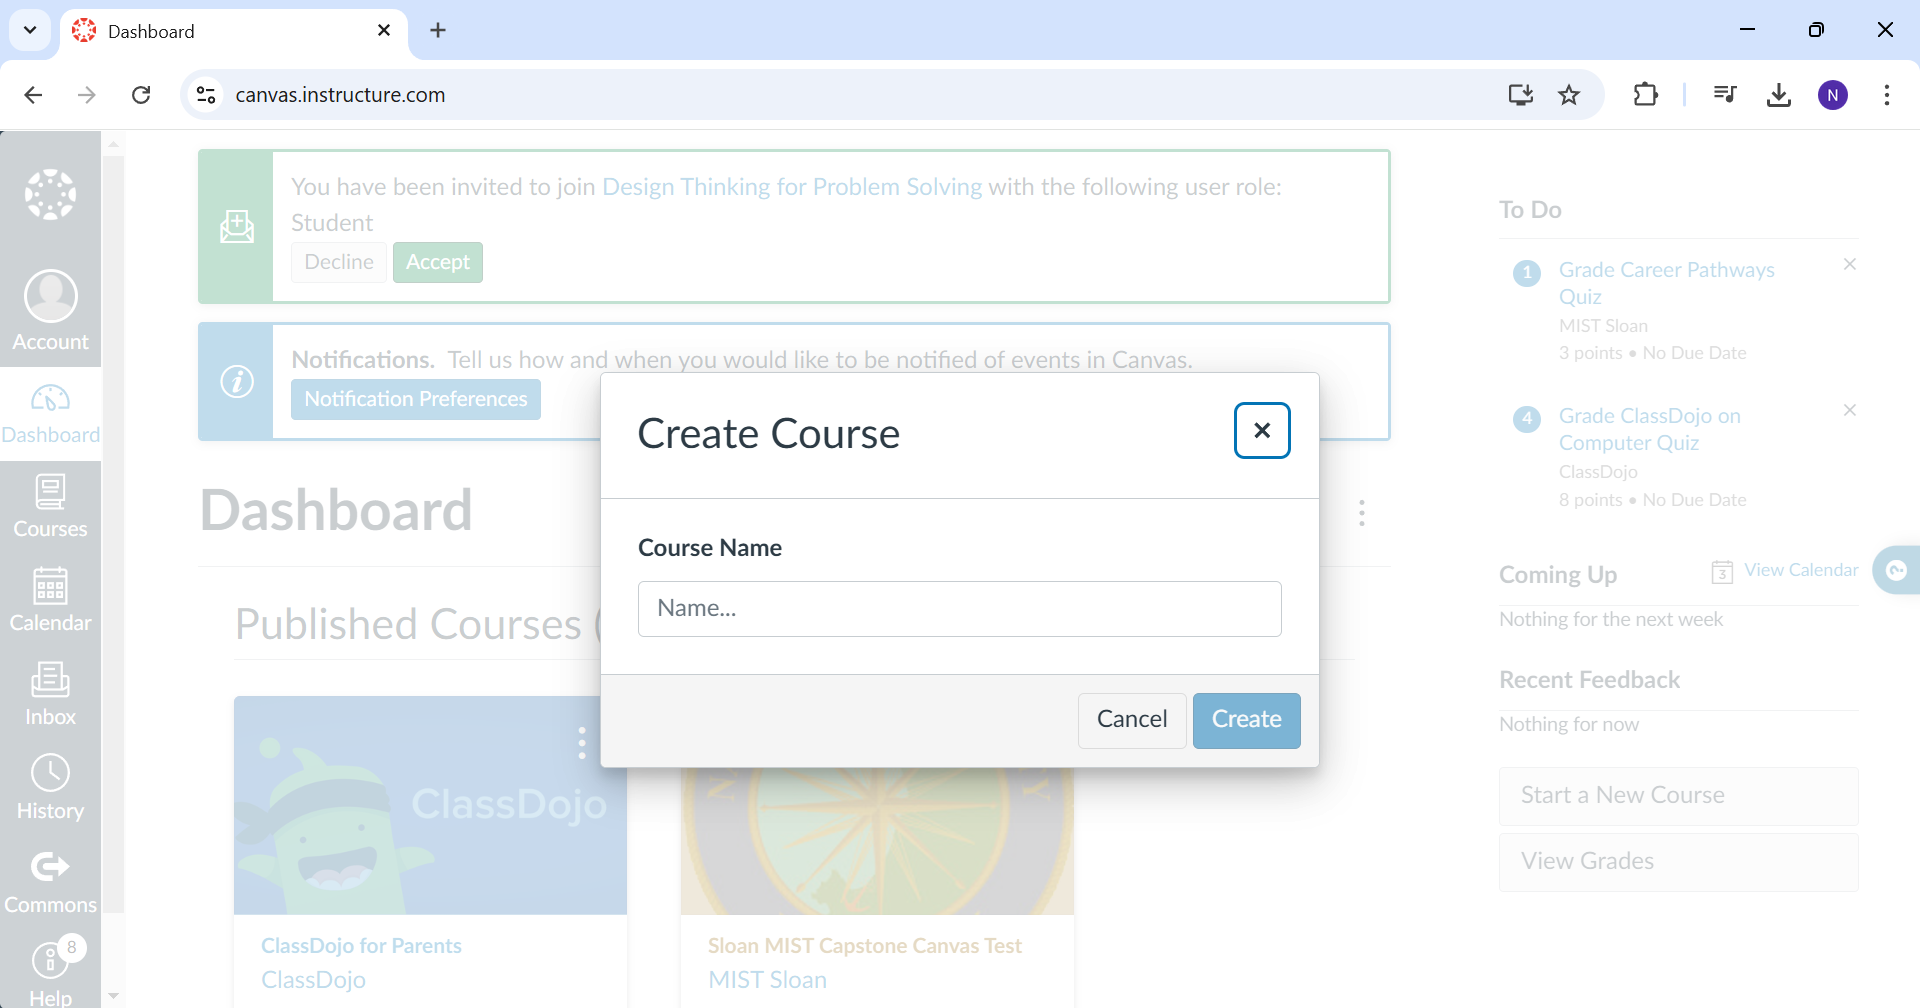 Dashboard
canvas.instructure.com
N
You have been invited to join Design Thinking for Problem Solving with the following user role:
Student
Decline
Accept
Notifications. Tell us how and when you would like to be notified of events in Canvas.
Notification Preferences
Account
Dashboard
Courses
Calendar
Inbox
History
Commons
8
Help
Dashboard
Published Courses (
Create Course
Course Name
Name...
Cancel
Create
ClassDojo
ClassDojo for Parents
ClassDojo
N
Y
Sloan MIST Capstone Canvas Test
MIST Sloan
To Do
1
Grade Career Pathways
Quiz
MIST Sloan
3 points • No Due Date
4
Grade ClassDojo on
Computer Quiz
ClassDojo
8 points • No Due Date
Coming Up
3
View Calendar
Nothing for the next week
Recent Feedback
Nothing for now
Start a New Course
View Grades